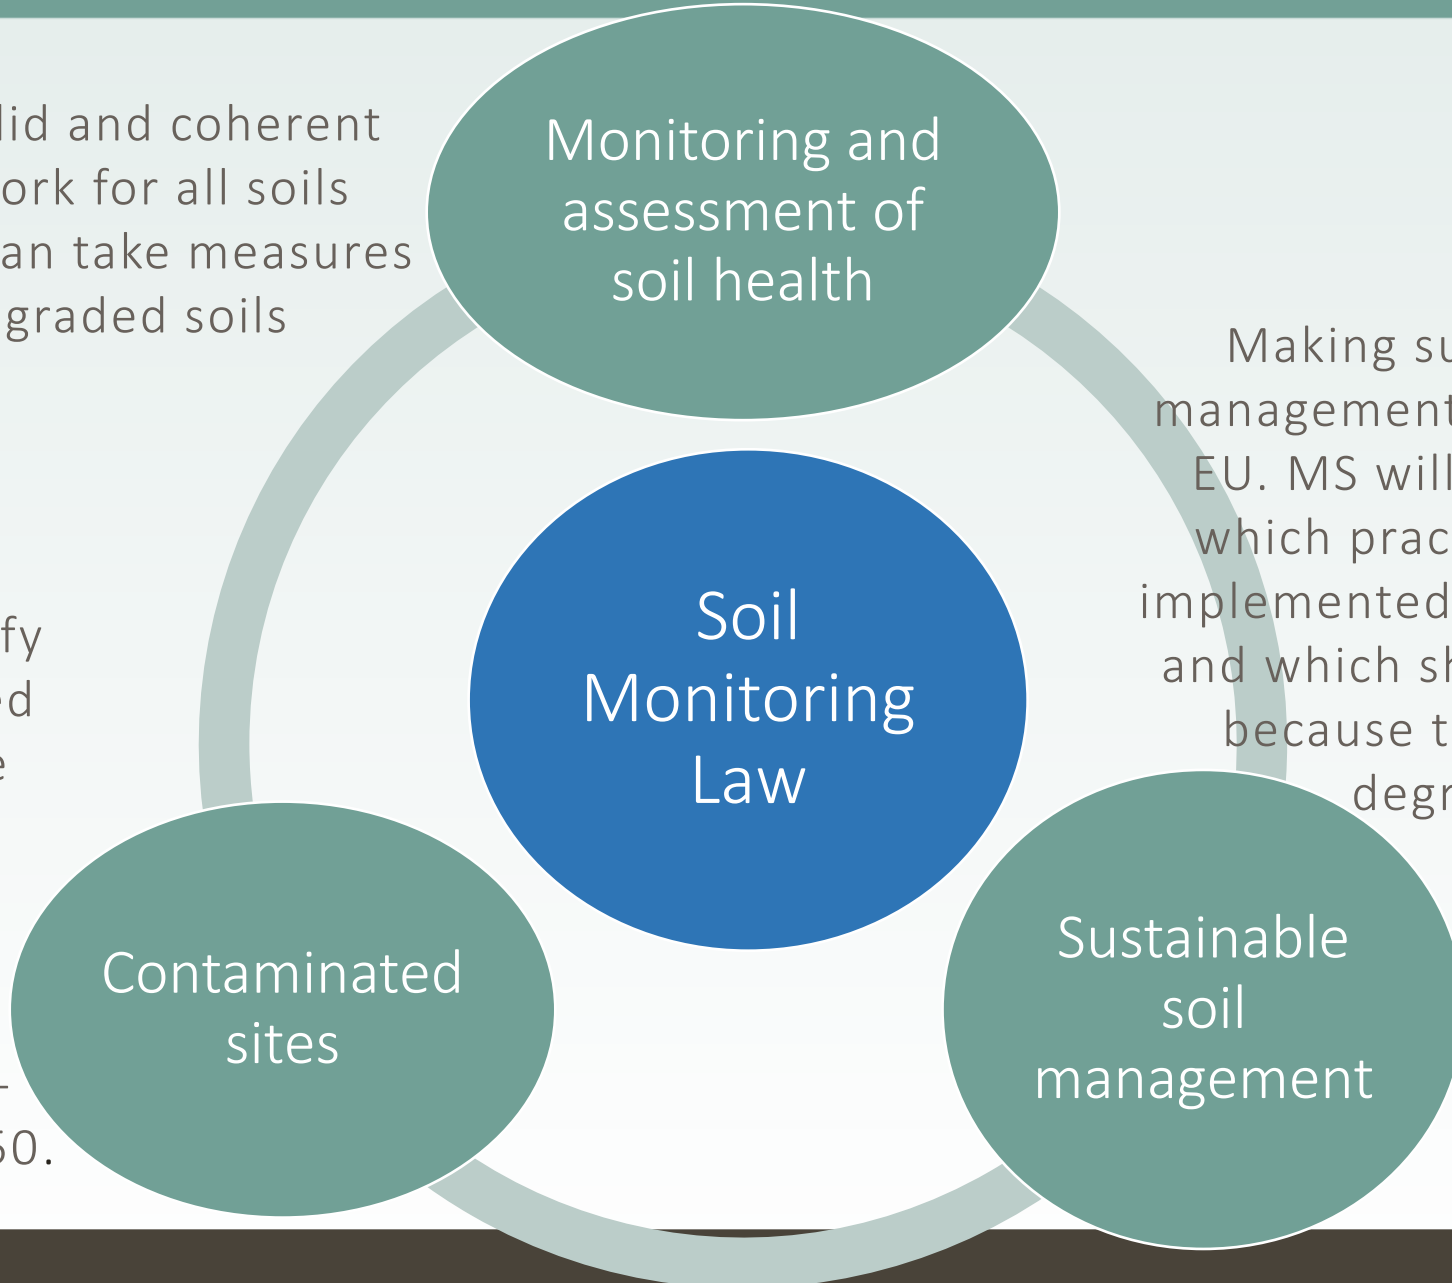 lid and coherent
ork for all soils
an take measures
graded soils
Monitoring and
assessment of
soil health
Making su
management
EU. MS will
which prac
implemented
and which sh
because t
degr
Soil
Monitoring
Law
fy
ed
e
-
50.
Contaminated
sites
Sustainable
soil
management